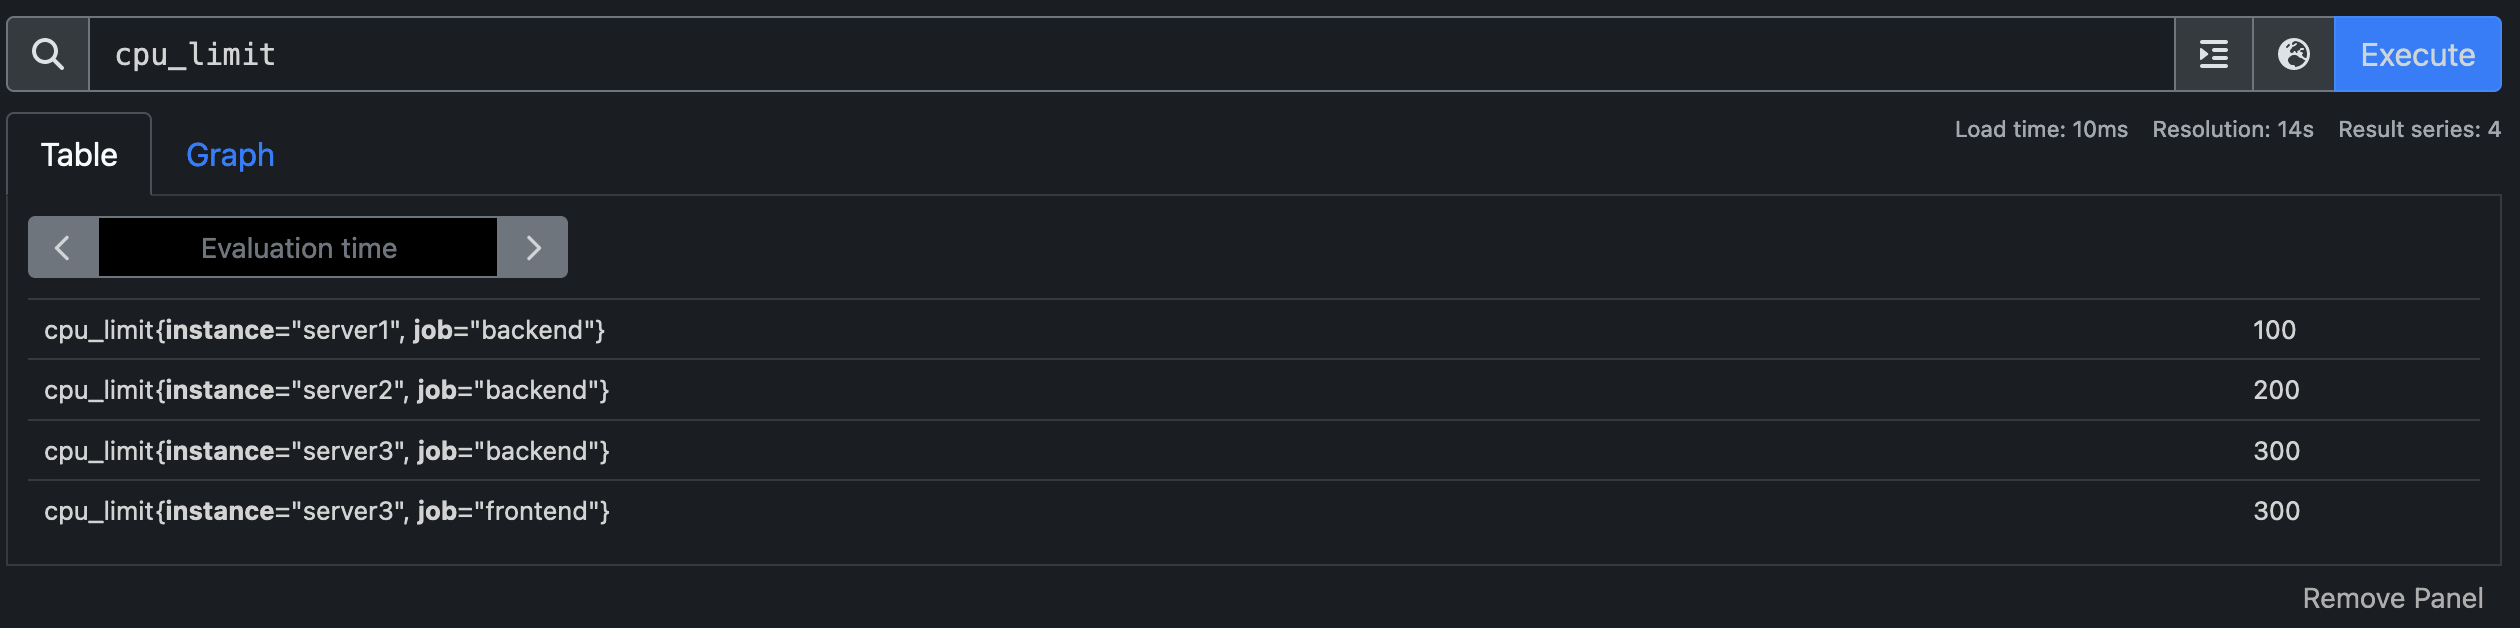 cpu_limit
Execute
Table
Graph
Load time: 10ms Resolution: 14s Result series: 4
Evaluation time
cpu_limit{instance="server1", job="backend"} 100
cpu_limit{instance="server2", job="backend"} 200
cpu_limit{instance="server3", job="backend"} 300
cpu_limit{instance="server3", job="frontend"} 300
Remove Panel